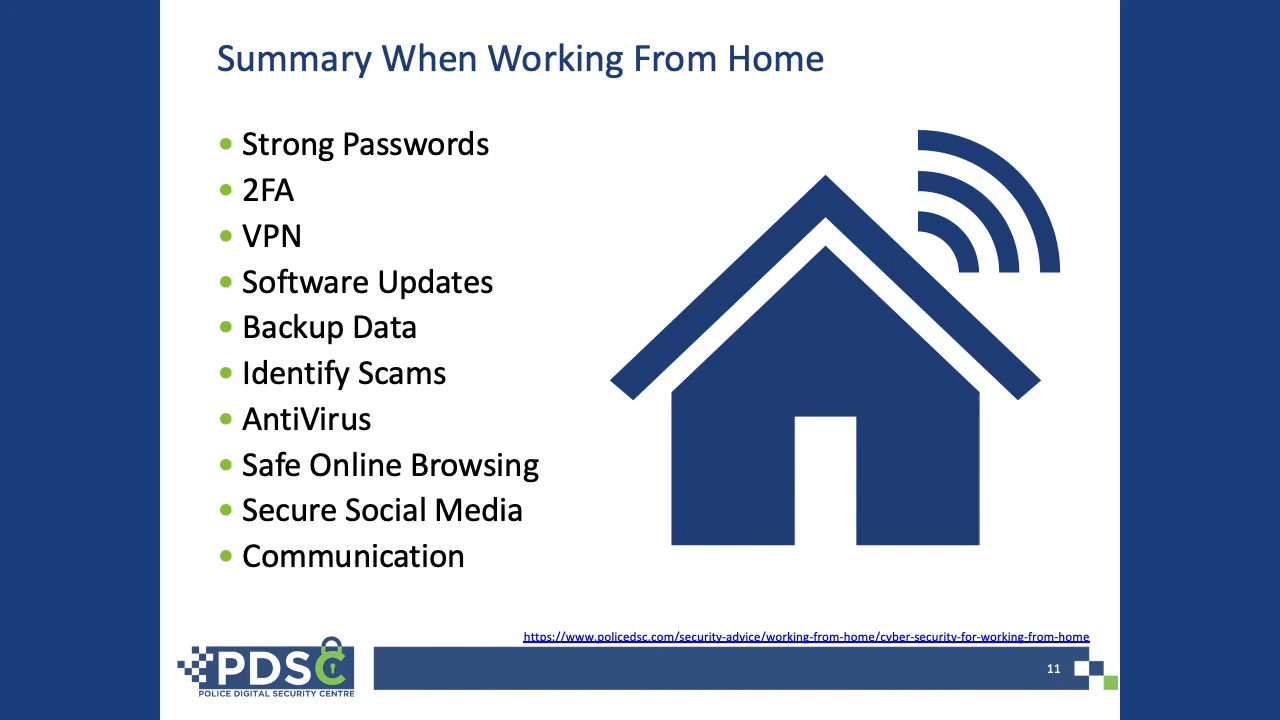 Summary When Working From Home
• Strong Passwords
• 2FA
• VPN
• Software Updates
• Backup Data
• Identify Scams
• AntiVirus
• Safe Online Browsing
• Secure Social Media
• Communication
https://www.policedsc.com/security-advice/working-from-home/cyber-security-for-working-from-home
PDSC
POLICE DIGITAL SECURITY CENTRE
11